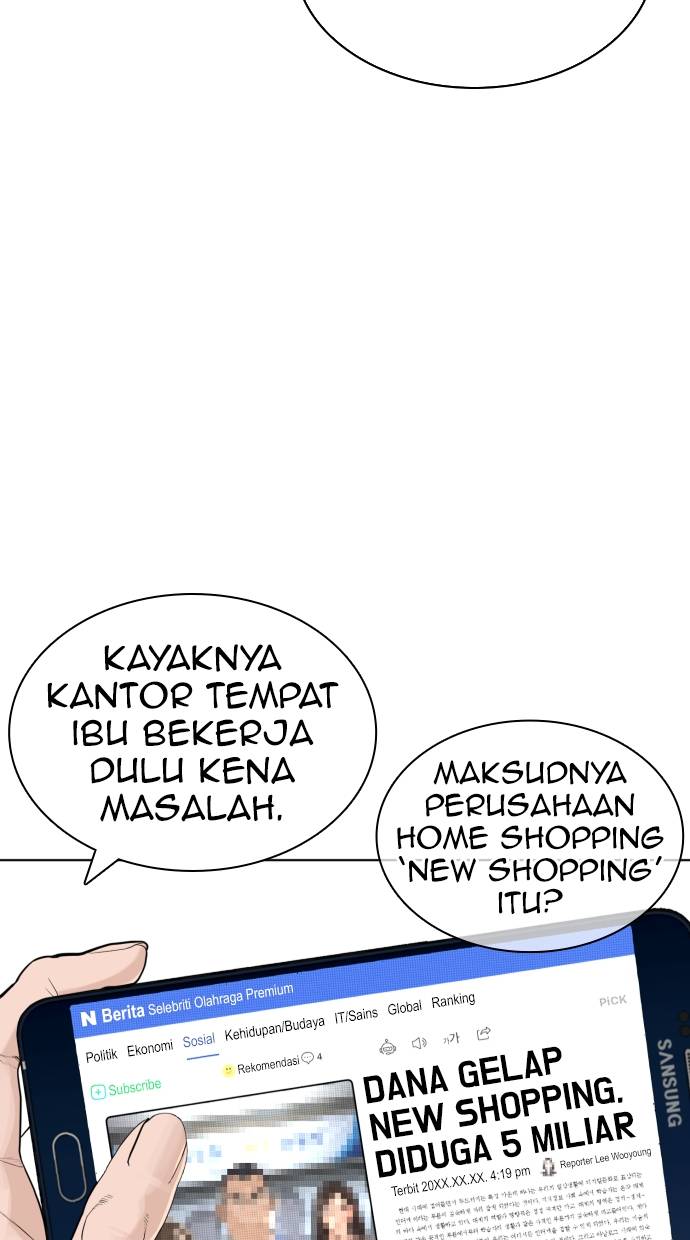 KAYAKNYA
KANTOR TEMPAT
IBU BEKERJA
DULU KENA
MASALAH.
MAKSUDNYA
PERUSAHAAN
HOME SHOPPING
‘NEW SHOPPING’
ITU?
N Berita Selebriti Olahraga Premium
Politik Ekonomi Sosial Kehidupan/Budaya IT/Sains Global Ranking
PiCK
Subscribe
Rekomendasi 4
가가
DANA GELAP
NEW SHOPPING.
DIDUGA 5 MILIAR
Terbit 20XX.XX.XX. 4:19 pm
Reporter Lee Wooyoung
SAMSUNG